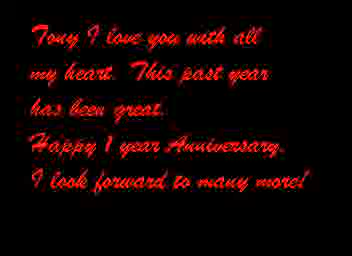 Tony I love you with all
my heart. This past year
has been great.
Happy 1 year Anniversary.
I look forward to many more!